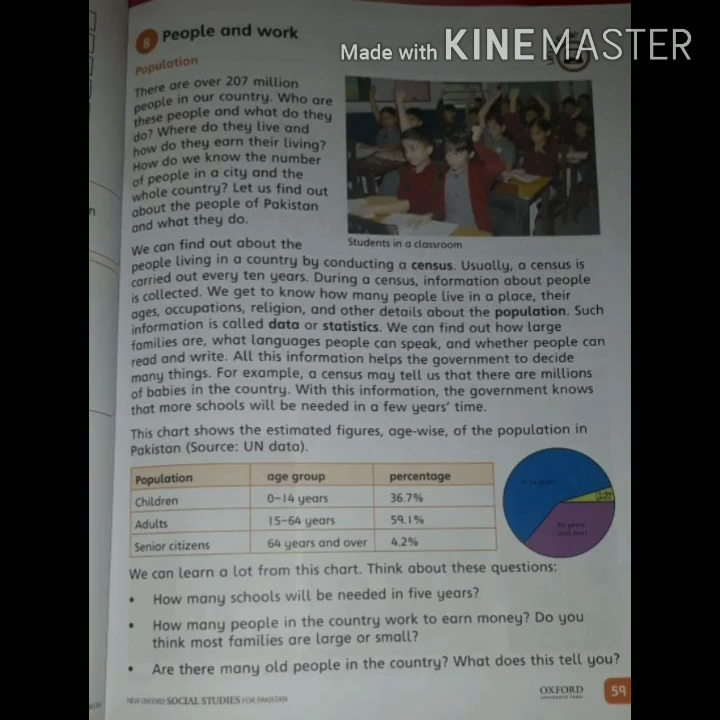 8 People and work
Made with KINEMASTER
Population
There are over 207 million
people in our country. Who are
these people and what do they
do? Where do they live and
how do they earn their living?
How do we know the number
of people in a city and the
whole country? Let us find out
about the people of Pakistan
and what they do.
Students in a classroom
We can find out about the
people living in a country by conducting a census. Usually, a census is
carried out every ten years. During a census, information about people
is collected. We get to know how many people live in a place, their
ages, occupations, religion, and other details about the population. Such
information is called data or statistics. We can find out how large
families are, what languages people can speak, and whether people can
read and write. All this information helps the government to decide
many things. For example, a census may tell us that there are millions
of babies in the country. With this information, the government knows
that more schools will be needed in a few years' time.
This chart shows the estimated figures, age-wise, of the population in
Pakistan (Source: UN data).
Population age group percentage
Children 0–14 years 36.7%
Adults 15–64 years 59.1%
Senior citizens 64 years and over 4.2%
years
64 years
and over
We can learn a lot from this chart. Think about these questions:
• How many schools will be needed in five years?
• How many people in the country work to earn money? Do you
think most families are large or small?
• Are there many old people in the country? What does this tell you?
NEW OXFORD SOCIAL STUDIES FOR PAKISTAN
OXFORD
UNIVERSITY PRESS
59